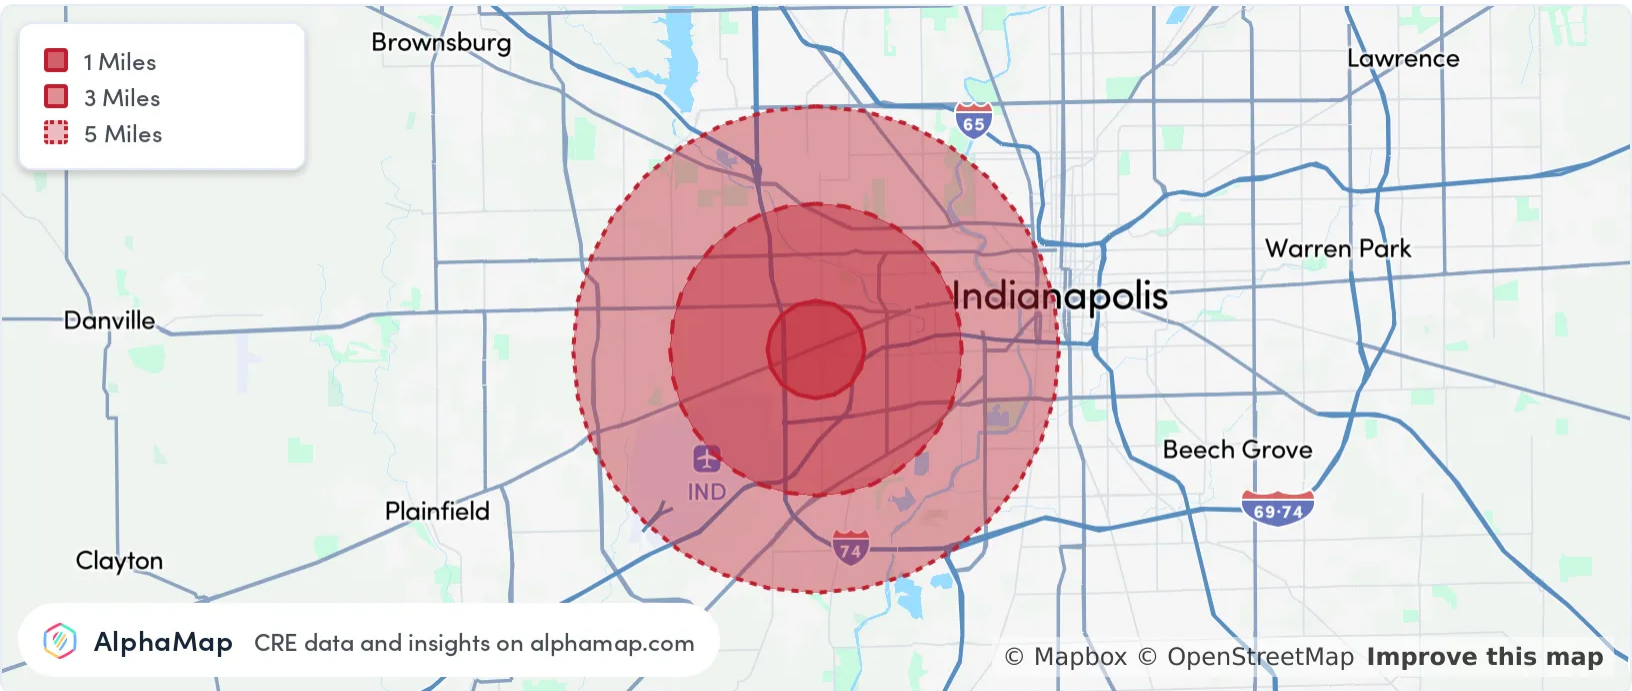 1 Miles
3 Miles
5 Miles
Brownsburg
Lawrence
65
Warren Park
Indianapolis
Danville
Beech Grove
IND
Plainfield
69·74
74
Clayton
AlphaMap CRE data and insights on alphamap.com
© Mapbox © OpenStreetMap Improve this map